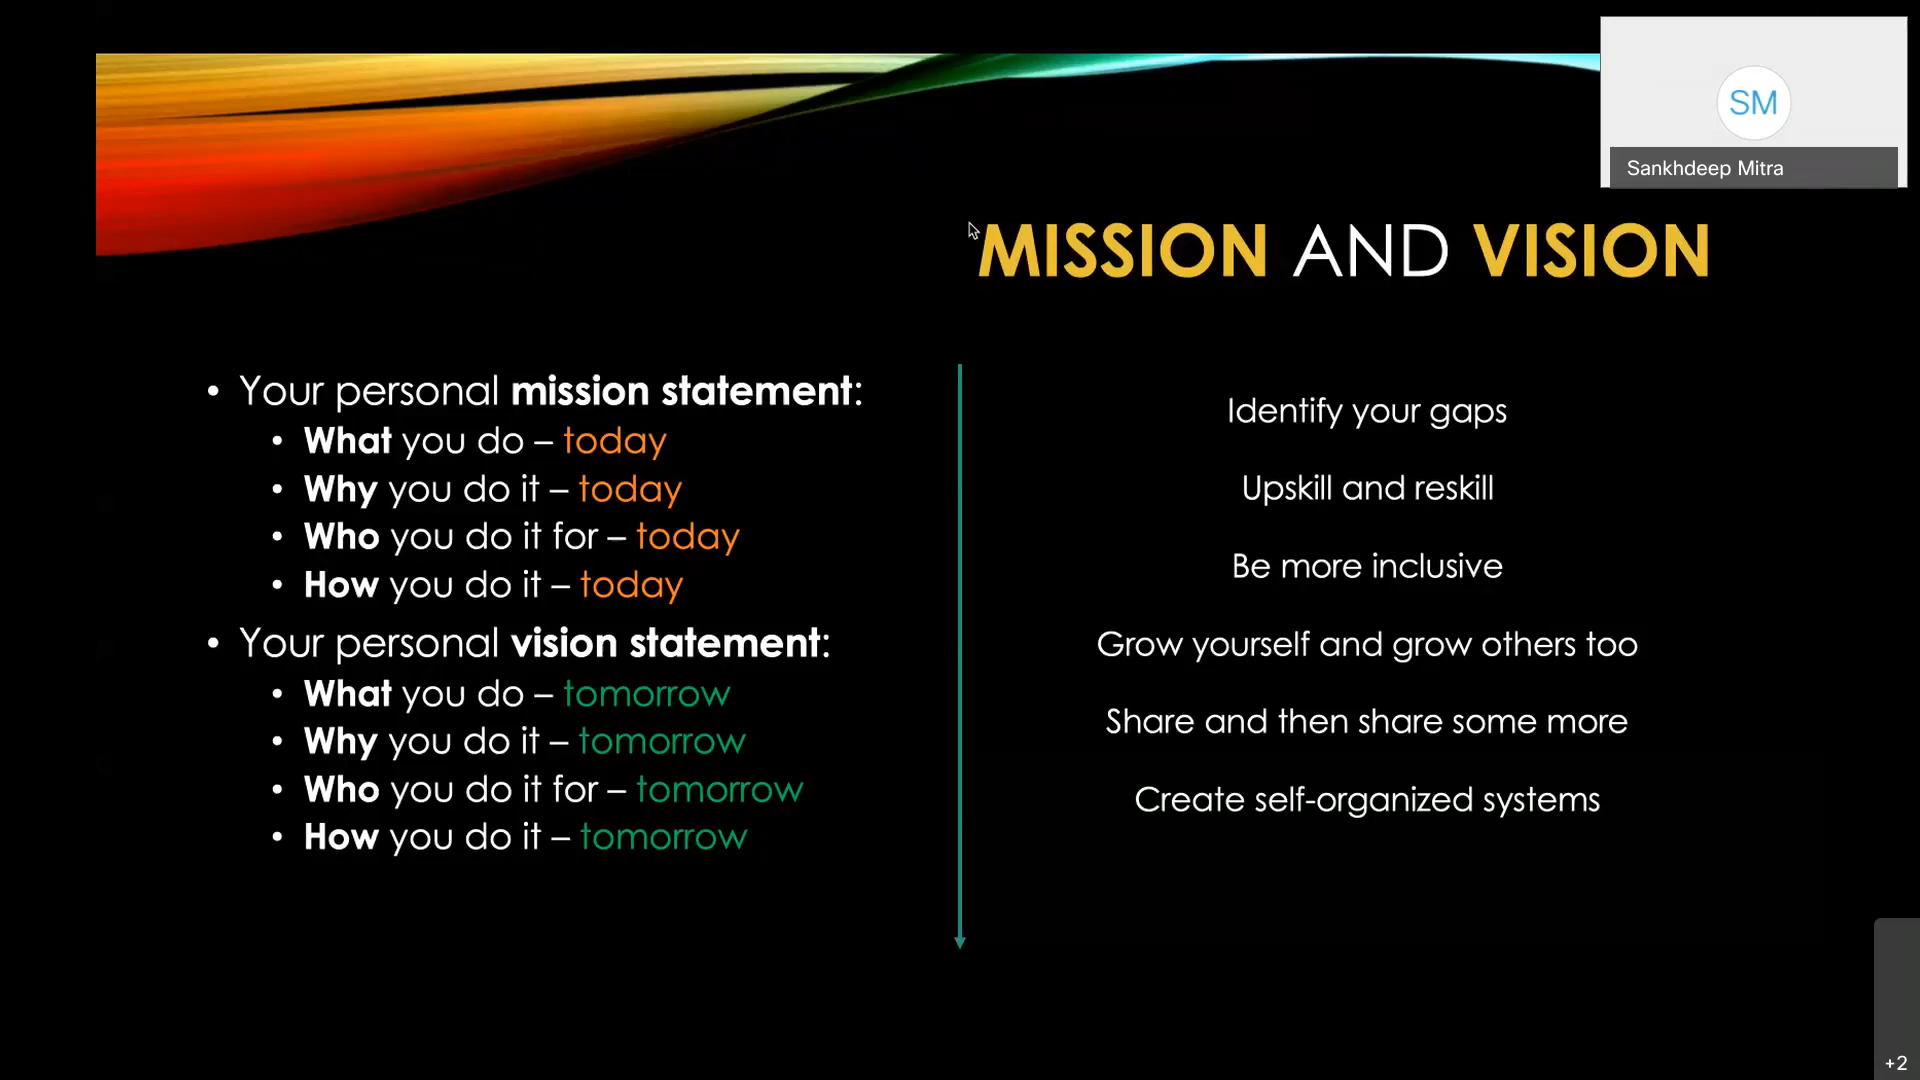 SM
Sankhdeep Mitra
MISSION AND VISION
• Your personal mission statement:
• What you do – today
• Why you do it – today
• Who you do it for – today
• How you do it – today
• Your personal vision statement:
• What you do – tomorrow
• Why you do it – tomorrow
• Who you do it for – tomorrow
• How you do it – tomorrow
Identify your gaps
Upskill and reskill
Be more inclusive
Grow yourself and grow others too
Share and then share some more
Create self-organized systems
+2